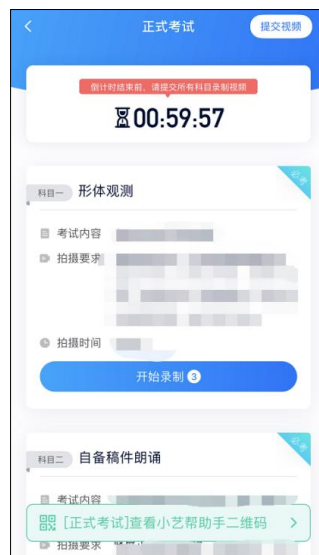 正式考试
提交视频
倒计时结束前，请提交所有科目录制视频
00:59:57
必考
科目一 形体观测
考试内容
拍摄要求
拍摄时间
开始录制 3
必考
科目二 自备稿件朗诵
考试内容
[正式考试]查看小艺帮助手二维码
拍摄要求